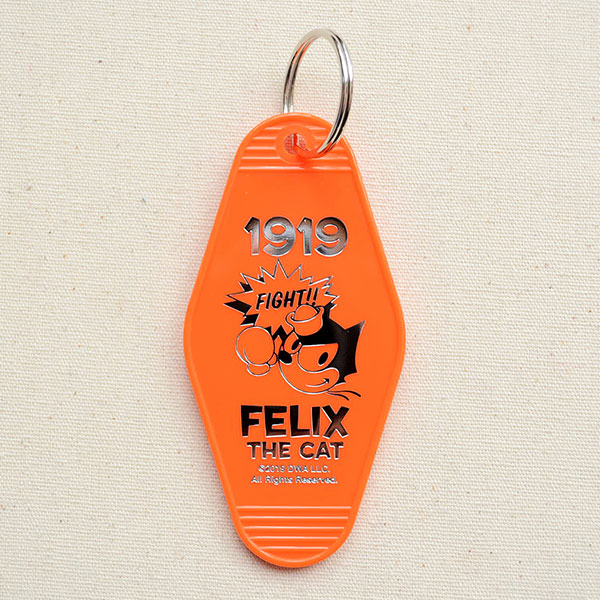 1919
FIGHT!!
FELIX
THE CAT
©2019 DWA LLC.
All Rights Reserved.